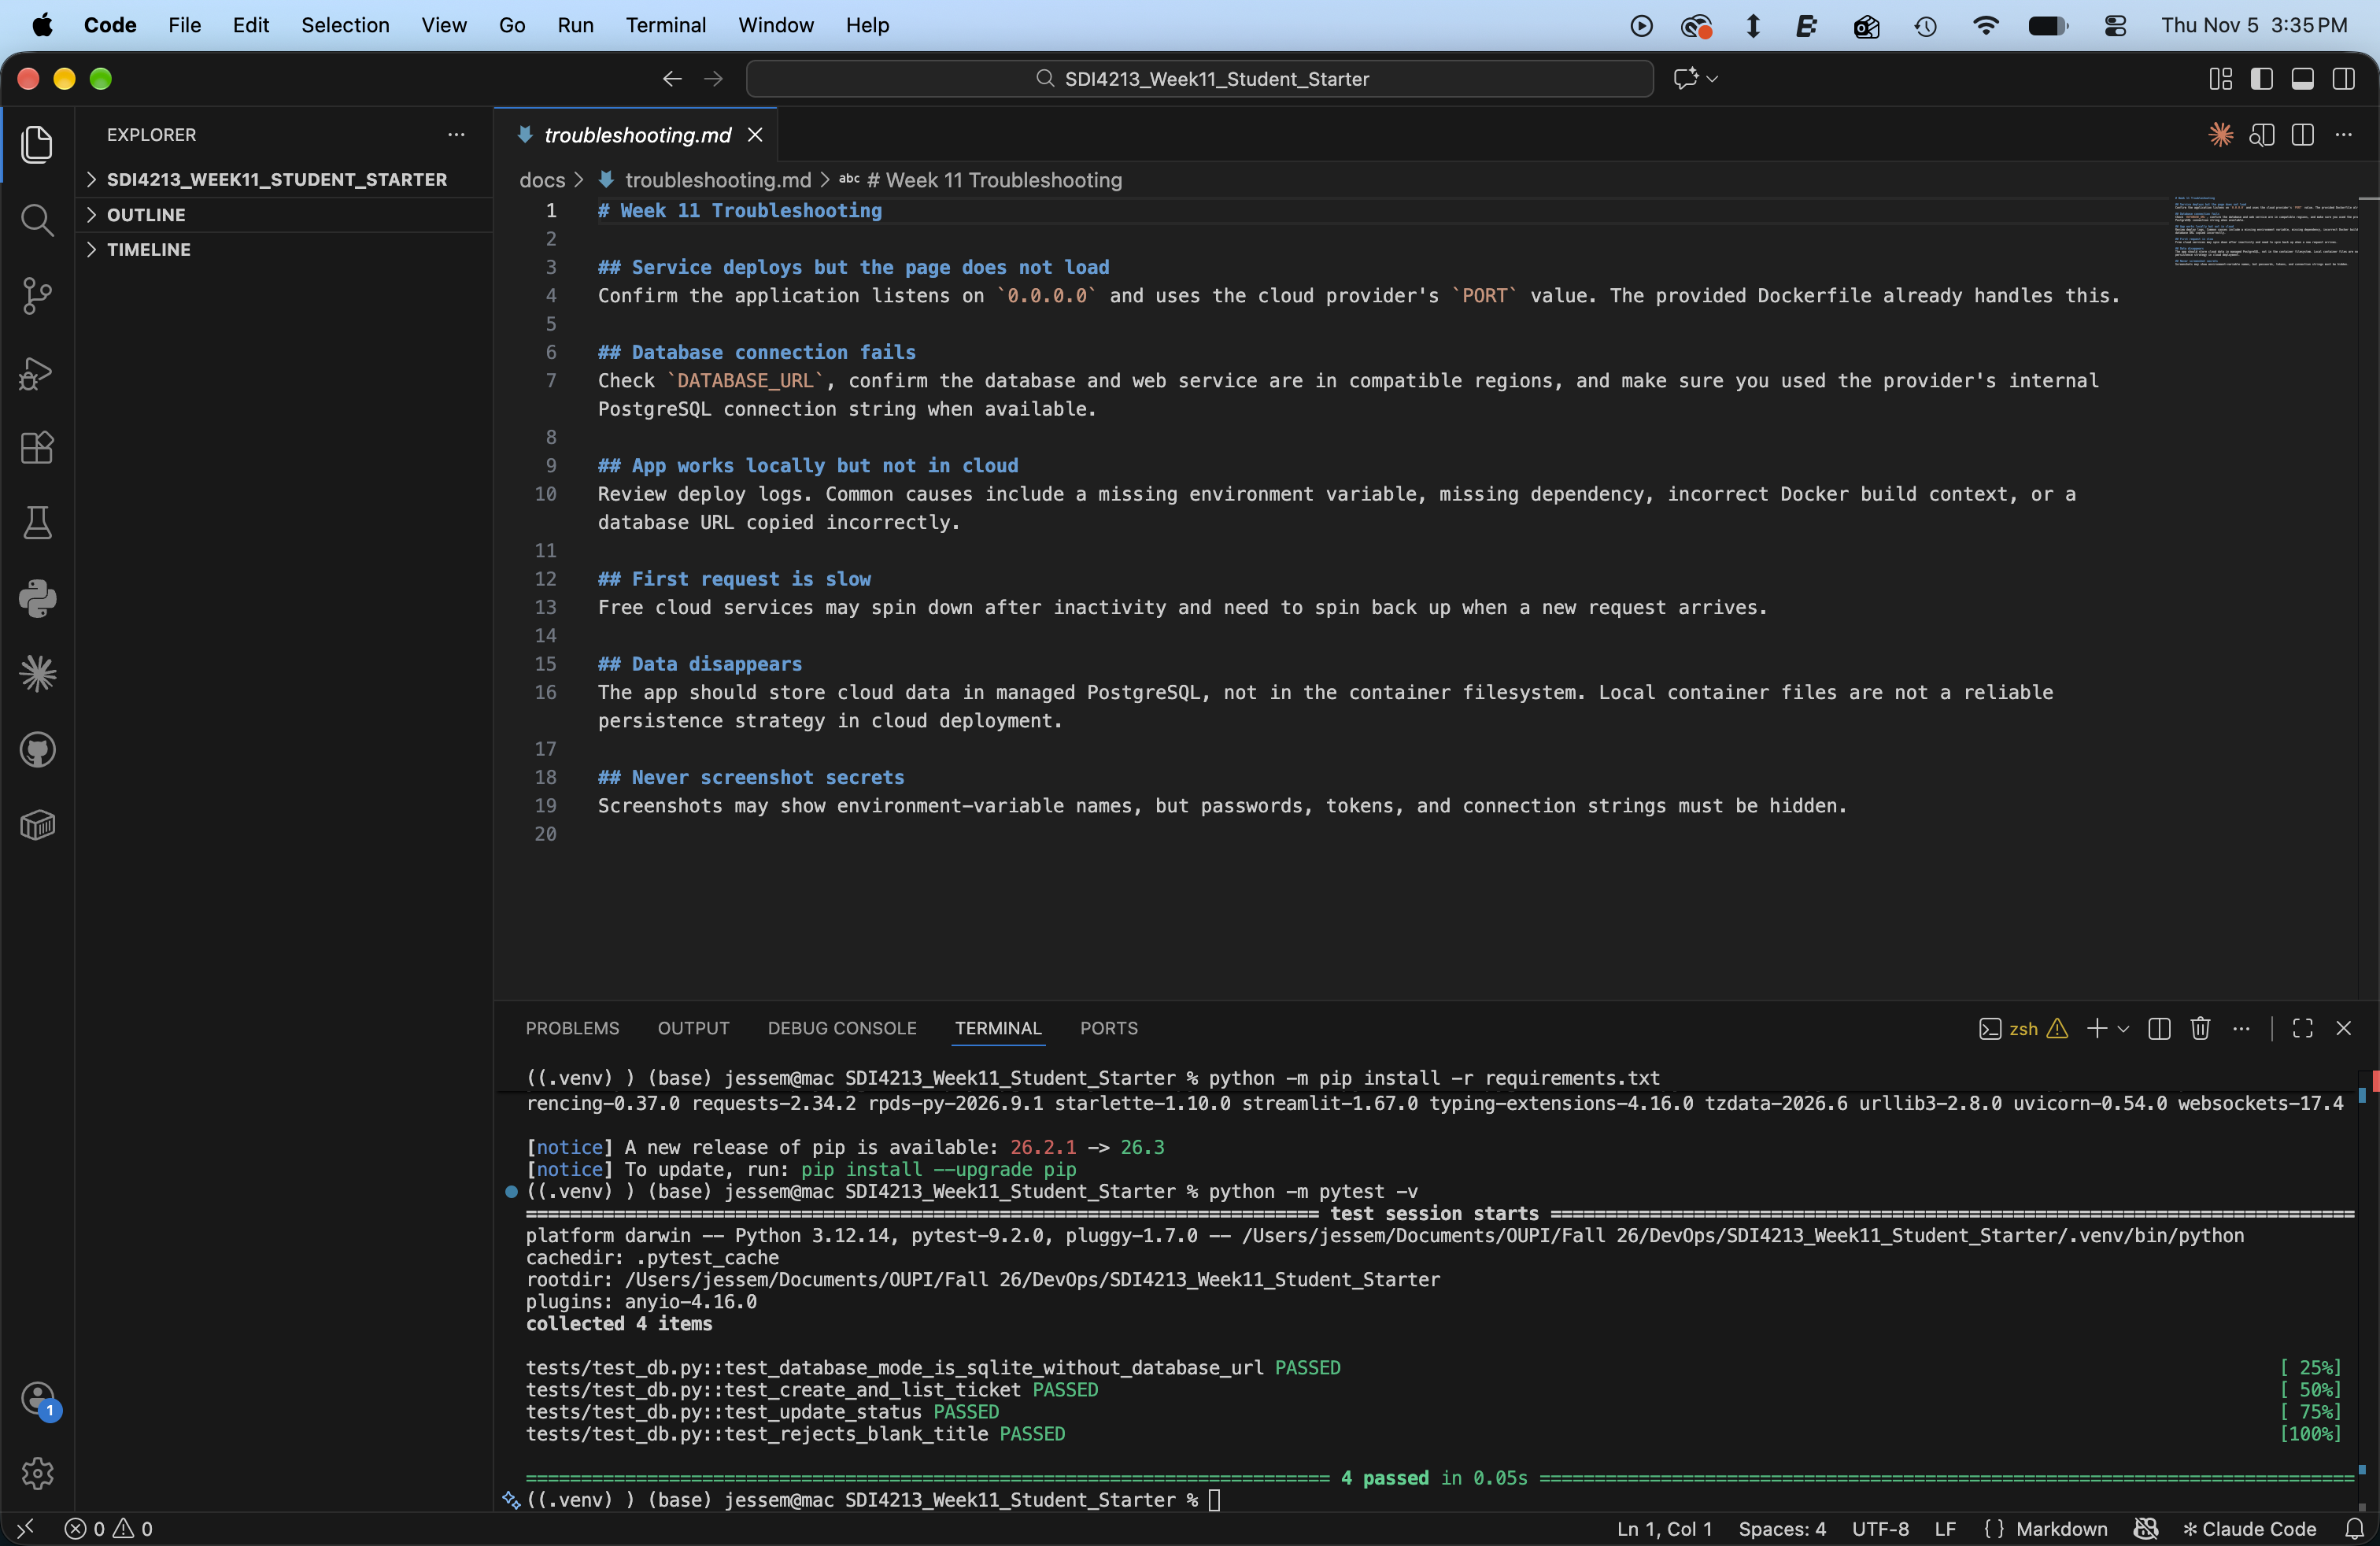 Code File Edit Selection View Go Run Terminal Window Help
Thu Nov 5 3:35 PM
SDI4213_Week11_Student_Starter
EXPLORER
SDI4213_WEEK11_STUDENT_STARTER
OUTLINE
TIMELINE
troubleshooting.md
docs > troubleshooting.md > abc # Week 11 Troubleshooting
1 # Week 11 Troubleshooting
2
3 ## Service deploys but the page does not load
4 Confirm the application listens on `0.0.0.0` and uses the cloud provider's `PORT` value. The provided Dockerfile already handles this.
5
6 ## Database connection fails
7 Check `DATABASE_URL`, confirm the database and web service are in compatible regions, and make sure you used the provider's internal
PostgreSQL connection string when available.
8
9 ## App works locally but not in cloud
10 Review deploy logs. Common causes include a missing environment variable, missing dependency, incorrect Docker build context, or a
database URL copied incorrectly.
11
12 ## First request is slow
13 Free cloud services may spin down after inactivity and need to spin back up when a new request arrives.
14
15 ## Data disappears
16 The app should store cloud data in managed PostgreSQL, not in the container filesystem. Local container files are not a reliable
persistence strategy in cloud deployment.
17
18 ## Never screenshot secrets
19 Screenshots may show environment-variable names, but passwords, tokens, and connection strings must be hidden.
20
PROBLEMS OUTPUT DEBUG CONSOLE TERMINAL PORTS
zsh
((.venv) ) (base) jessem@mac SDI4213_Week11_Student_Starter % python -m pip install -r requirements.txt
rencing-0.37.0 requests-2.34.2 rpds-py-2026.9.1 starlette-1.10.0 streamlit-1.67.0 typing-extensions-4.16.0 tzdata-2026.6 urllib3-2.8.0 uvicorn-0.54.0 websockets-17.4
[notice] A new release of pip is available: 26.2.1 -> 26.3
[notice] To update, run: pip install --upgrade pip
((.venv) ) (base) jessem@mac SDI4213_Week11_Student_Starter % python -m pytest -v
test session starts
platform darwin -- Python 3.12.14, pytest-9.2.0, pluggy-1.7.0 -- /Users/jessem/Documents/OUPI/Fall 26/DevOps/SDI4213_Week11_Student_Starter/.venv/bin/python
cachedir: .pytest_cache
rootdir: /Users/jessem/Documents/OUPI/Fall 26/DevOps/SDI4213_Week11_Student_Starter
plugins: anyio-4.16.0
collected 4 items
tests/test_db.py::test_database_mode_is_sqlite_without_database_url PASSED [ 25%]
tests/test_db.py::test_create_and_list_ticket PASSED [ 50%]
tests/test_db.py::test_update_status PASSED [ 75%]
tests/test_db.py::test_rejects_blank_title PASSED [100%]
4 passed in 0.05s
((.venv) ) (base) jessem@mac SDI4213_Week11_Student_Starter %
1
0 0
Ln 1, Col 1 Spaces: 4 UTF-8 LF {} Markdown Claude Code